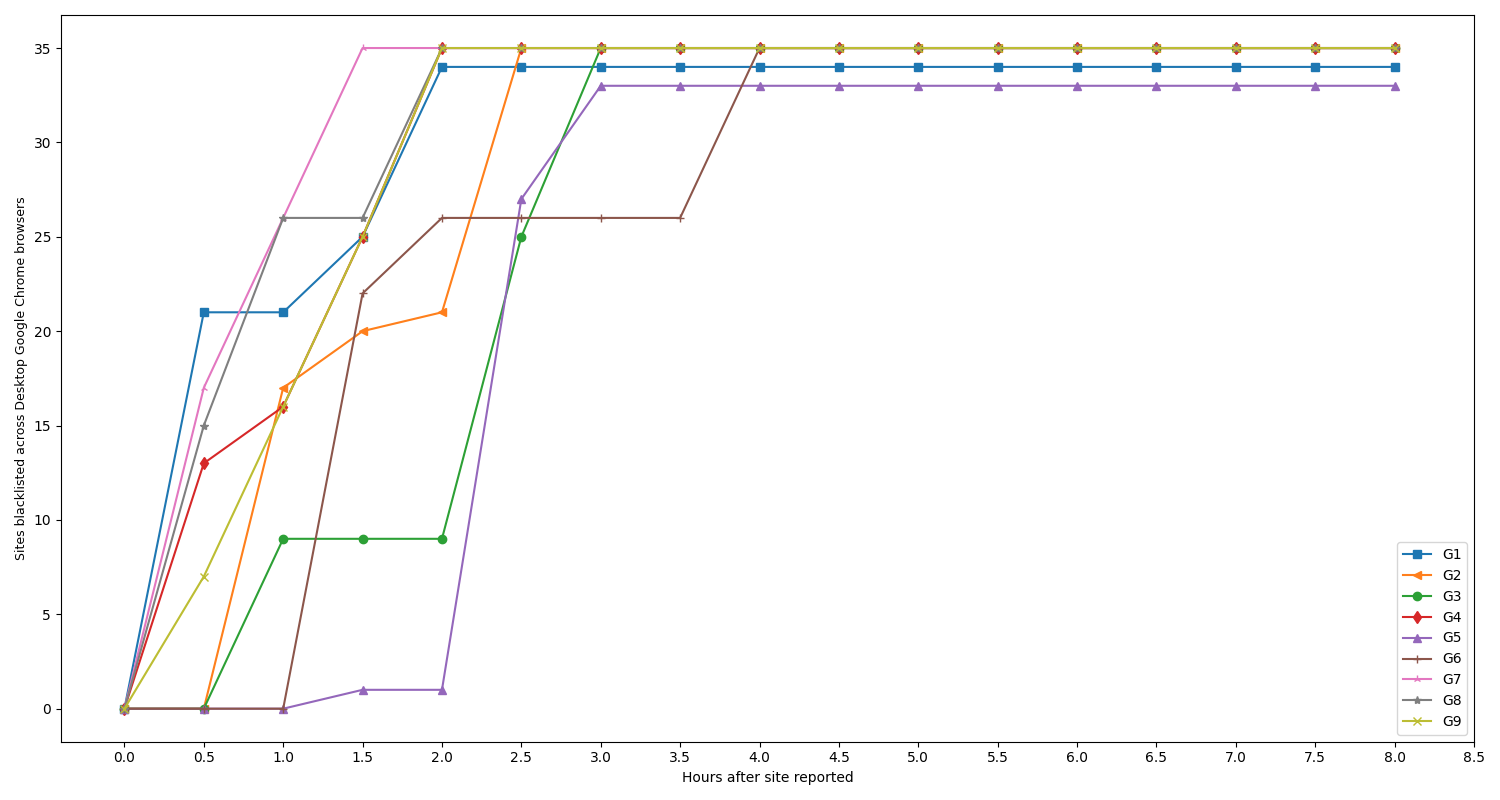 Sites blacklisted across Desktop Google Chrome browsers
35
30
25
20
15
10
5
0
G1
G2
G3
G4
G5
G6
G7
G8
G9
0.0 0.5 1.0 1.5 2.0 2.5 3.0 3.5 4.0 4.5 5.0 5.5 6.0 6.5 7.0 7.5 8.0 8.5
Hours after site reported